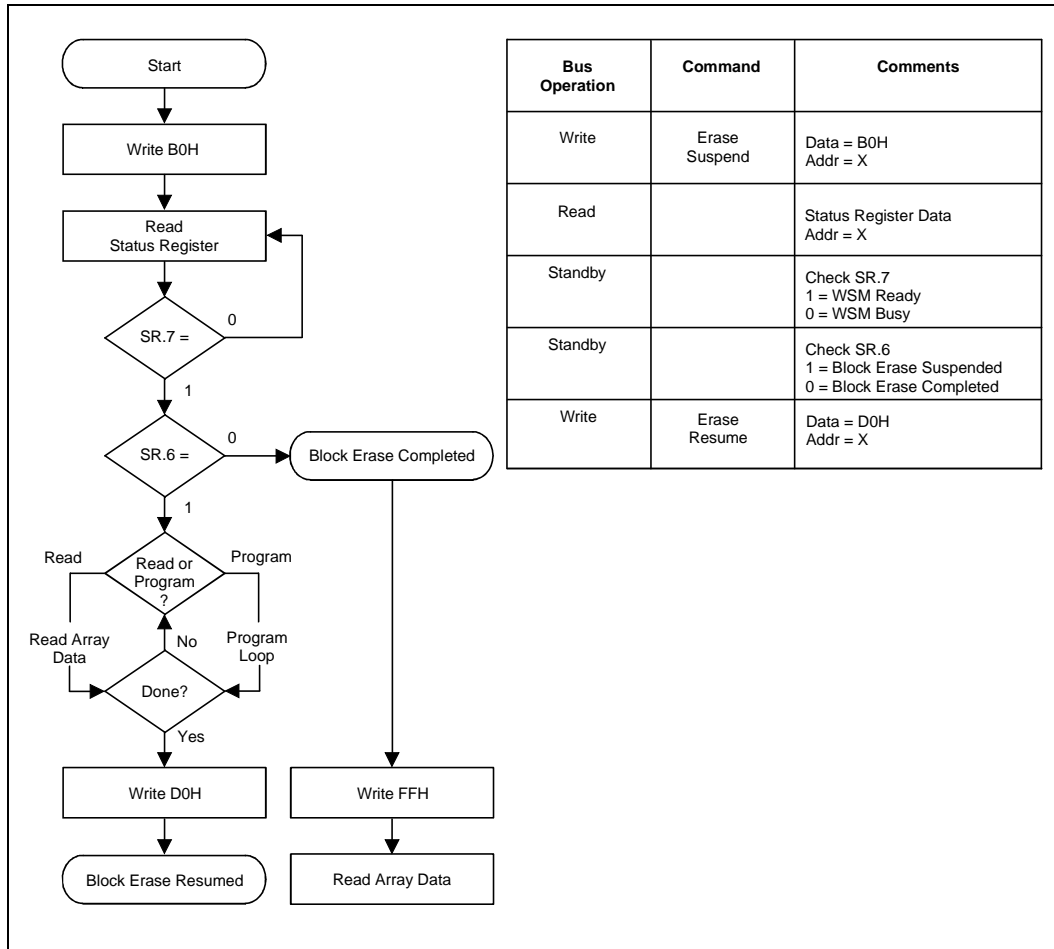 Start
Write B0H
Read
Status Register
SR.7 =
0
1
SR.6 =
0
Block Erase Completed
1
Read
Read or
Program
?
Program
Read Array
Data
No
Program
Loop
Done?
Yes
Write D0H
Write FFH
Block Erase Resumed
Read Array Data
Bus
Operation
Command
Comments
Write
Erase
Suspend
Data = B0H
Addr = X
Read
Status Register Data
Addr = X
Standby
Check SR.7
1 = WSM Ready
0 = WSM Busy
Standby
Check SR.6
1 = Block Erase Suspended
0 = Block Erase Completed
Write
Erase
Resume
Data = D0H
Addr = X